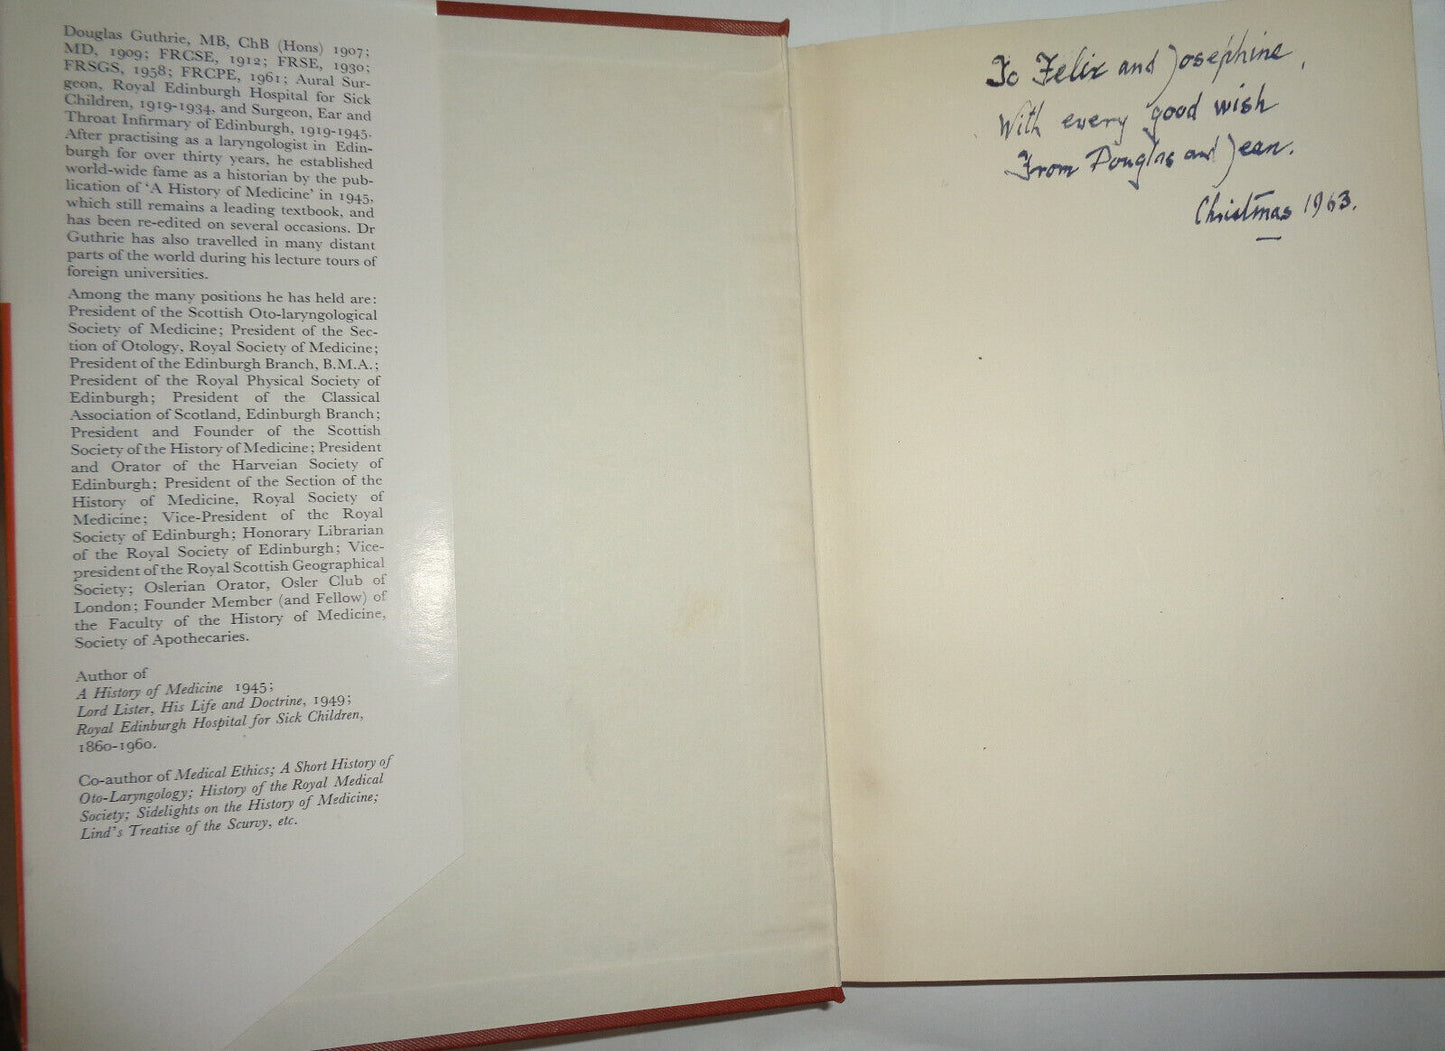 Douglas Guthrie, MB, ChB (Hons) 1907;
MD, 1909; FRCSE, 1912; FRSE, 1930;
FRSGS, 1958; FRCPE, 1961; Aural Sur-
geon, Royal Edinburgh Hospital for Sick
Children, 1919-1934, and Surgeon, Ear and
Throat Infirmary of Edinburgh, 1919-1945.
After practising as a laryngologist in Edin-
burgh for over thirty years, he established
world-wide fame as a historian by the pub-
lication of 'A History of Medicine' in 1945,
which still remains a leading textbook, and
has been re-edited on several occasions. Dr
Guthrie has also travelled in many distant
parts of the world during his lecture tours of
foreign universities.
Among the many positions he has held are:
President of the Scottish Oto-laryngological
Society of Medicine; President of the Sec-
tion of Otology, Royal Society of Medicine;
President of the Edinburgh Branch, B.M.A.;
President of the Royal Physical Society of
Edinburgh; President of the Classical
Association of Scotland, Edinburgh Branch;
President and Founder of the Scottish
Society of the History of Medicine; President
and Orator of the Harveian Society of
Edinburgh; President of the Section of the
History of Medicine, Royal Society of
Medicine; Vice-President of the Royal
Society of Edinburgh; Honorary Librarian
of the Royal Society of Edinburgh; Vice-
president of the Royal Scottish Geographical
Society; Oslerian Orator, Osler Club of
London; Founder Member (and Fellow) of
the Faculty of the History of Medicine,
Society of Apothecaries.
Author of
A History of Medicine 1945;
Lord Lister, His Life and Doctrine, 1949;
Royal Edinburgh Hospital for Sick Children,
1860-1960.
Co-author of Medical Ethics; A Short History of
Oto-Laryngology; History of the Royal Medical
Society; Sidelights on the History of Medicine;
Lind's Treatise of the Scurvy, etc.
To Felix and Josephine,
With every good wish
From Douglas and Jean.
Christmas 1963.